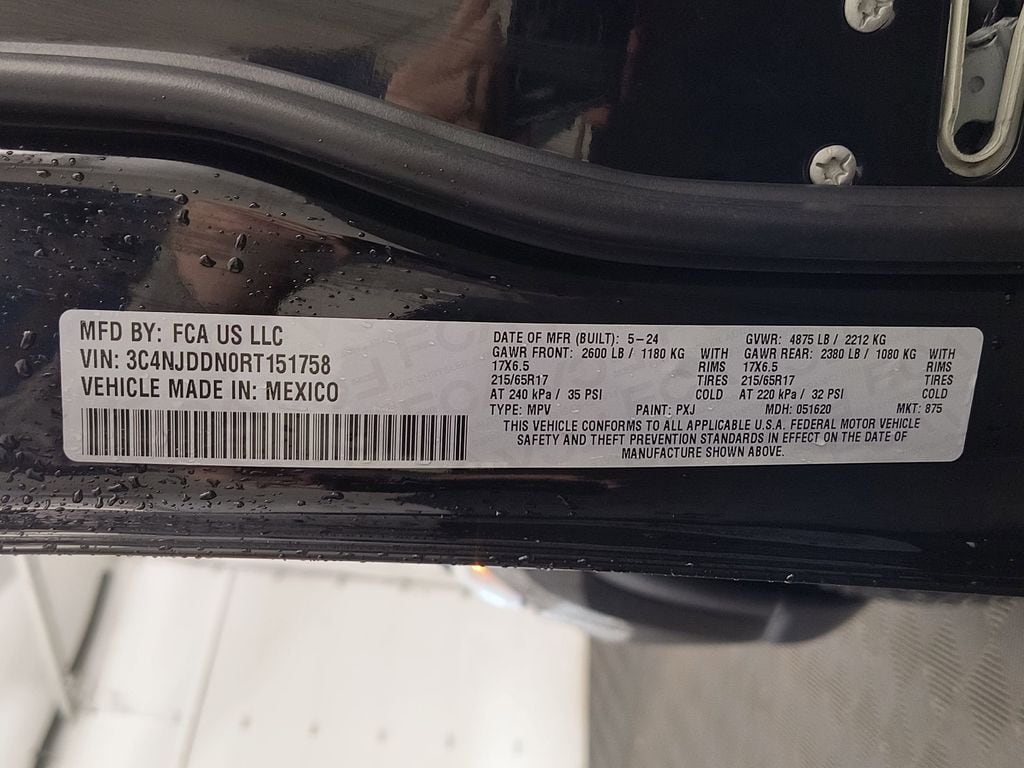 MFD BY: FCA US LLC
VIN: 3C4NJDDN0RT151758
VEHICLE MADE IN: MEXICO
DATE OF MFR (BUILT): 5-24 GVWR: 4875 LB / 2212 KG
GAWR FRONT: 2600 LB / 1180 KG WITH GAWR REAR: 2380 LB / 1080 KG WITH
17X6.5 RIMS 17X6.5 RIMS
215/65R17 TIRES 215/65R17 TIRES
AT 240 kPa / 35 PSI COLD AT 220 kPa / 32 PSI COLD
TYPE: MPV PAINT: PXJ MDH: 051620 MKT: 875
THIS VEHICLE CONFORMS TO ALL APPLICABLE U.S.A. FEDERAL MOTOR VEHICLE
SAFETY AND THEFT PREVENTION STANDARDS IN EFFECT ON THE DATE OF
MANUFACTURE SHOWN ABOVE.